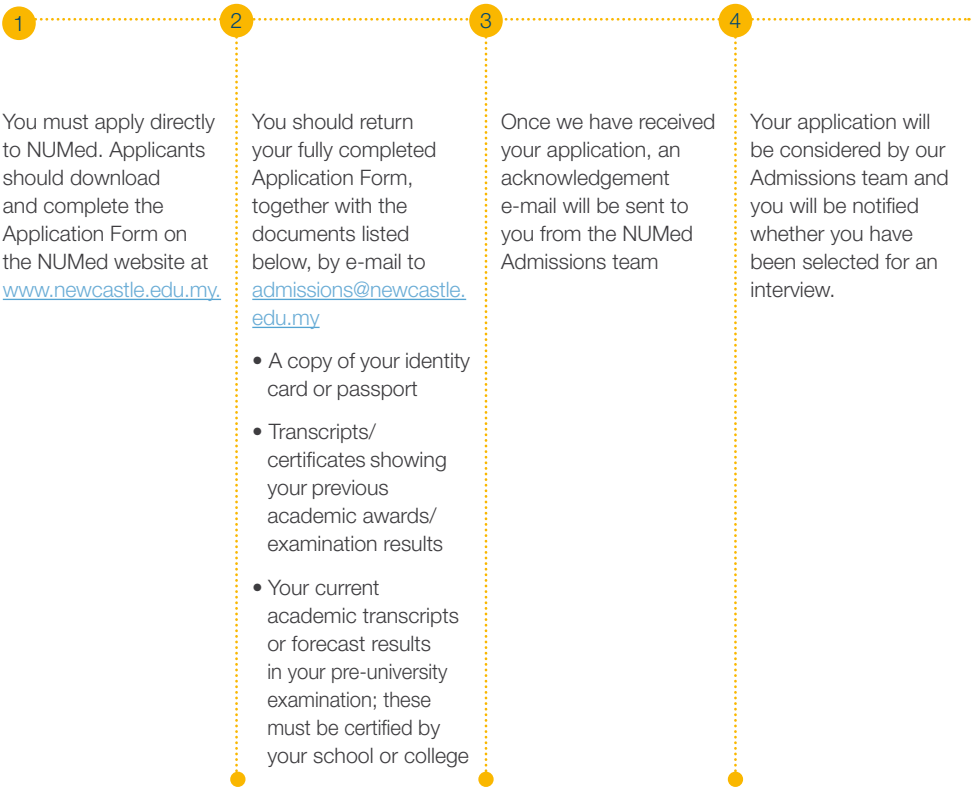 1
You must apply directly
to NUMed. Applicants
should download
and complete the
Application Form on
the NUMed website at
www.newcastle.edu.my.
2
You should return
your fully completed
Application Form,
together with the
documents listed
below, by e-mail to
admissions@newcastle.
edu.my
• A copy of your identity
card or passport
• Transcripts/
certificates showing
your previous
academic awards/
examination results
• Your current
academic transcripts
or forecast results
in your pre-university
examination; these
must be certified by
your school or college
3
Once we have received
your application, an
acknowledgement
e-mail will be sent to
you from the NUMed
Admissions team
4
Your application will
be considered by our
Admissions team and
you will be notified
whether you have
been selected for an
interview.